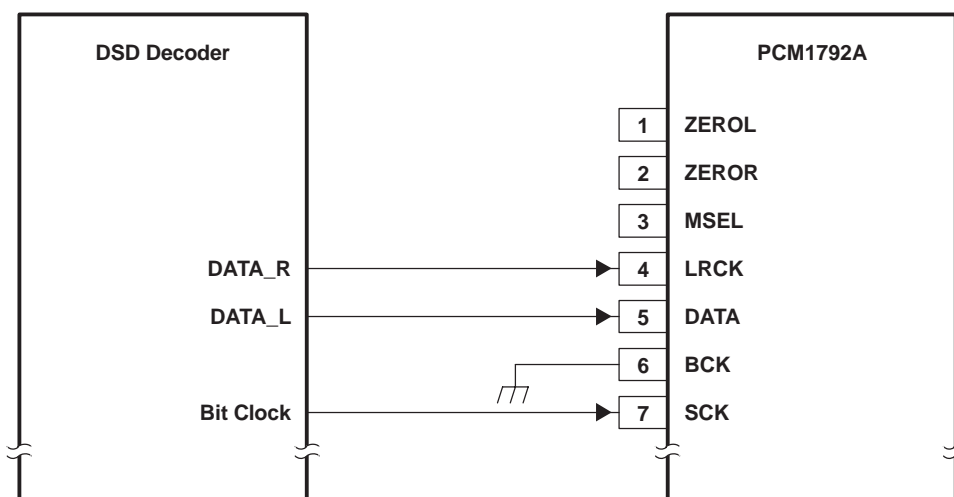 DSD Decoder
PCM1792A
1 ZEROL
2 ZEROR
3 MSEL
DATA_R 4 LRCK
DATA_L 5 DATA
6 BCK
Bit Clock 7 SCK